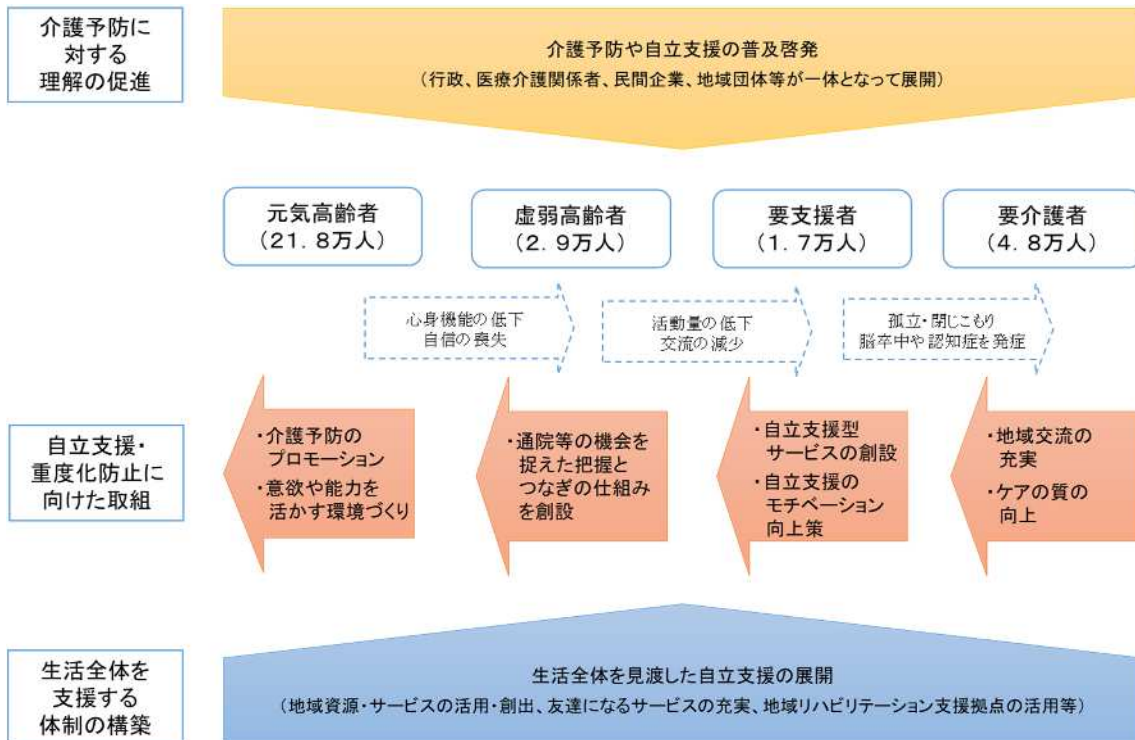 介護予防に
対する
理解の促進
介護予防や自立支援の普及啓発
（行政、医療介護関係者、民間企業、地域団体等が一体となって展開）
元気高齢者
（21．8万人）
虚弱高齢者
（2．9万人）
要支援者
（1．7万人）
要介護者
（4．8万人）
心身機能の低下
自信の喪失
活動量の低下
交流の減少
孤立・閉じこもり
脳卒中や認知症を発症
自立支援・
重度化防止に
向けた取組
・介護予防の
プロモーション
・意欲や能力を
活かす環境づくり
・通院等の機会を
捉えた把握と
つなぎの仕組み
を創設
・自立支援型
サービスの創設
・自立支援の
モチベーション
向上策
・地域交流の
充実
・ケアの質の
向上
生活全体を
支援する
体制の構築
生活全体を見渡した自立支援の展開
（地域資源・サービスの活用・創出、友達になるサービスの充実、地域リハビリテーション支援拠点の活用等）